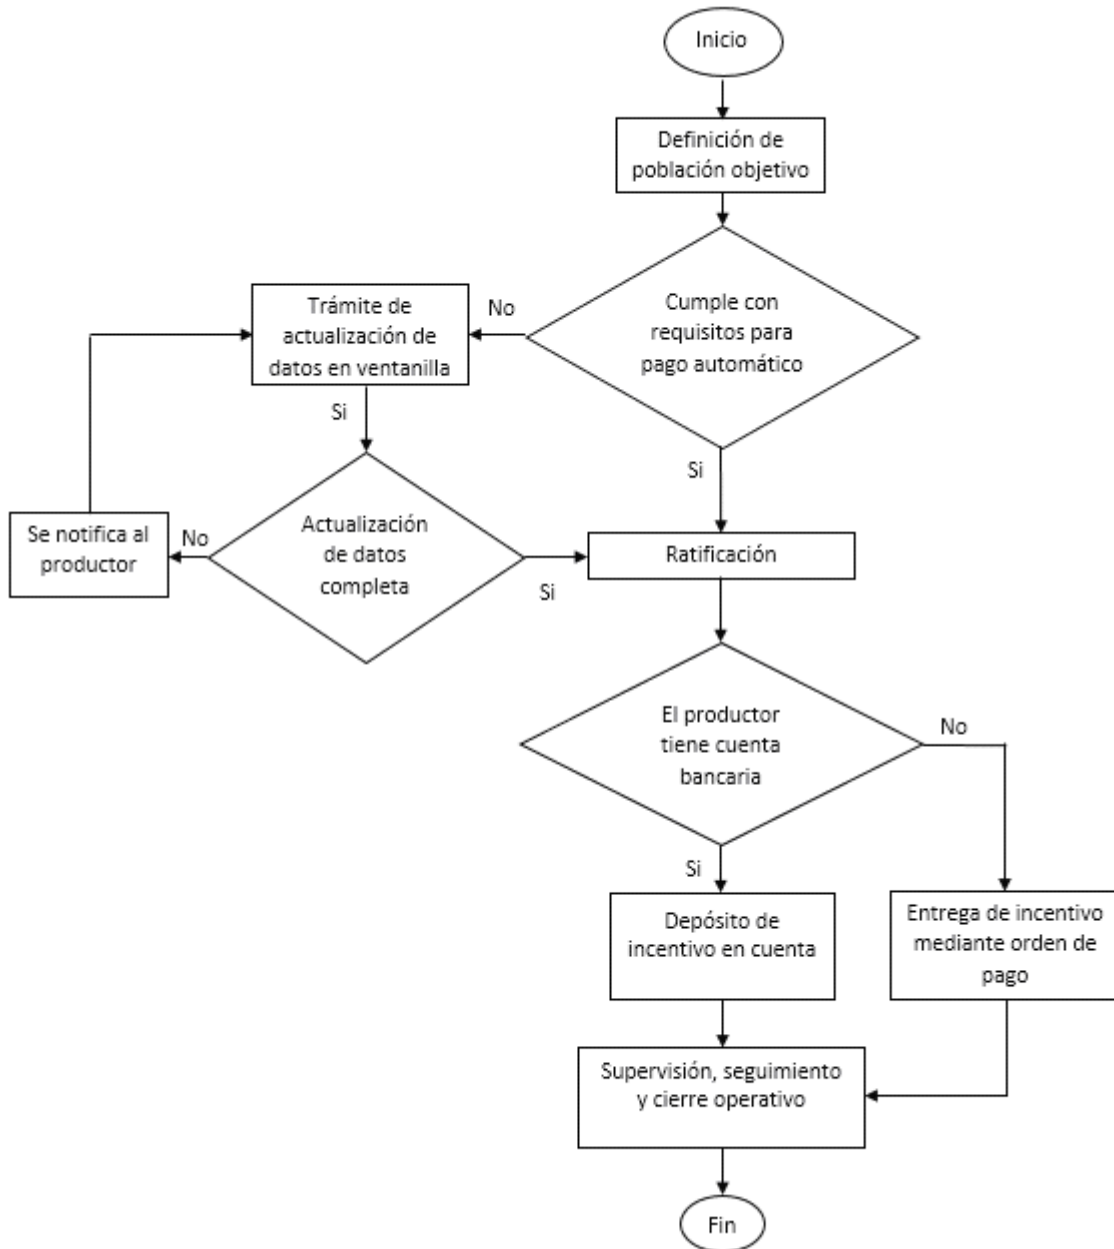 Inicio
Definición de
población objetivo
Cumple con
requisitos para
pago automático
No
Trámite de
actualización de
datos en ventanilla
Si
Si
Actualización
de datos
completa
No
Se notifica al
productor
Si
Ratificación
El productor
tiene cuenta
bancaria
No
Si
Depósito de
incentivo en cuenta
Entrega de incentivo
mediante orden de
pago
Supervisión, seguimiento
y cierre operativo
Fin